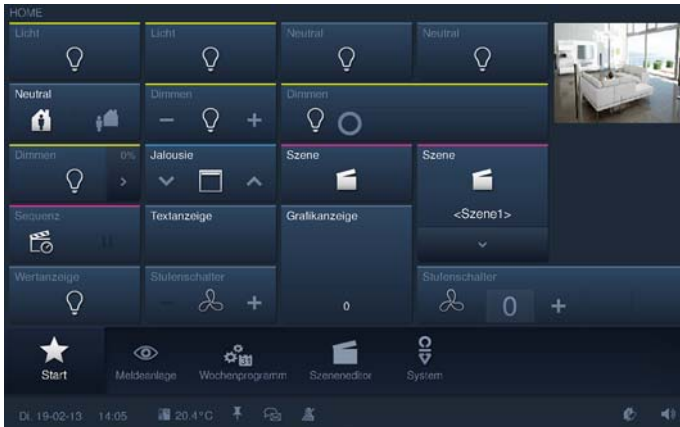 HOME
Licht Licht Neutral Neutral
Neutral Dimmen Dimmen
Dimmen 0% Jalousie Szene Szene
<Szene1>
Sequenz Textanzeige Grafikanzeige
Wertanzeige Stufenschalter Stufenschalter
0 0
Start Meldeanlage Wochenprogramm Szeneneditor System
31
Di. 19-02-13 14:05 20.4°C